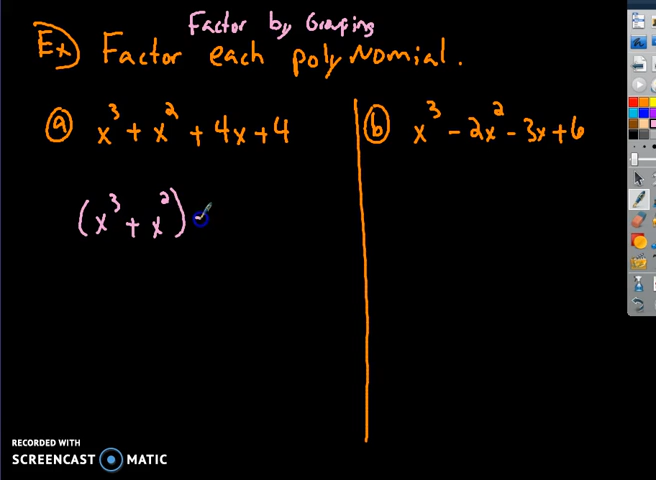 Factor by Grouping
Ex) Factor each polyNomial.
(a) x³ + x² + 4x + 4
(b) x³ - 2x² - 3x + 6
(x³ + x²)
RECORDED WITH
SCREENCAST MATIC